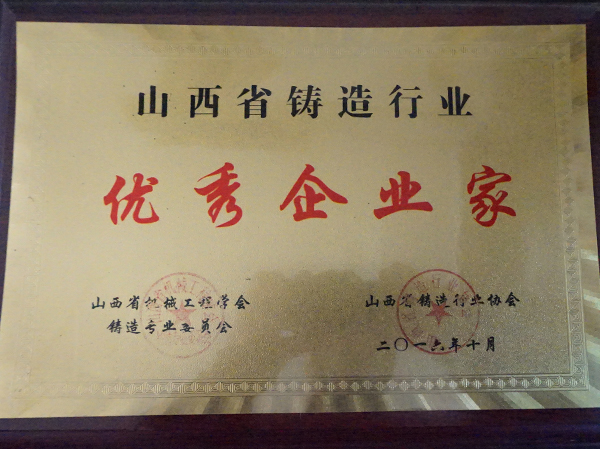 山西省铸造行业
优秀企业家
山西省机械工程学会
铸造专业委员会
山西省铸造行业协会
二〇一六年十月